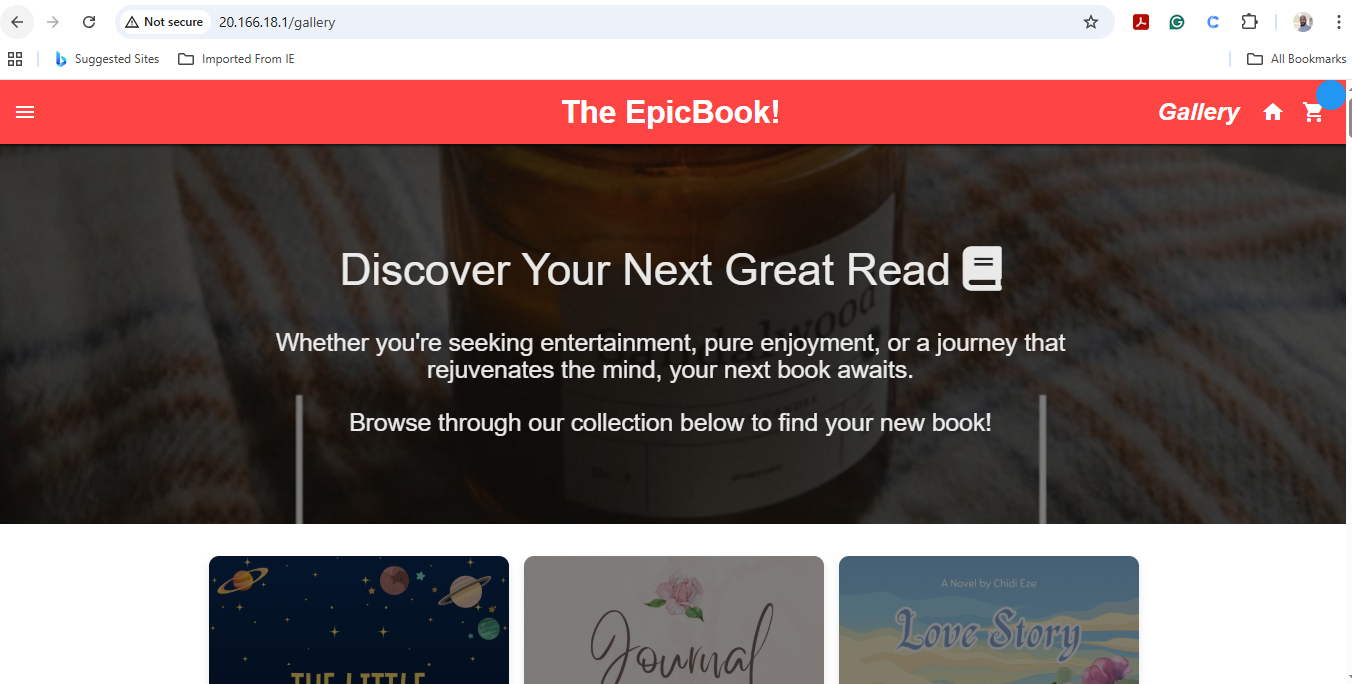 Not secure
20.166.18.1/gallery
Suggested Sites
Imported From IE
All Bookmarks
The EpicBook!
Gallery
Discover Your Next Great Read
Whether you're seeking entertainment, pure enjoyment, or a journey that
rejuvenates the mind, your next book awaits.
Browse through our collection below to find your new book!
Sandalwood
THE LITTLE
Journal
A Novel by Chidi Eze
Love Story